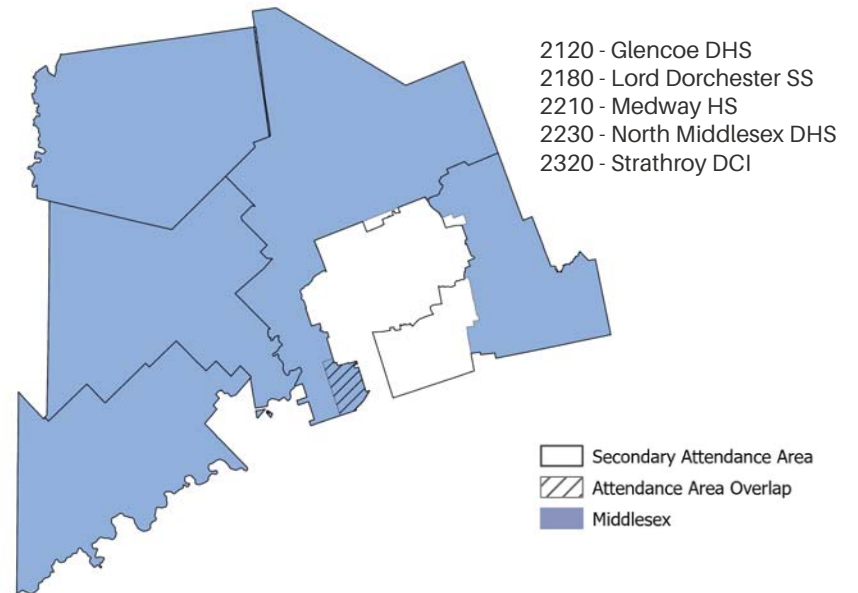 2120 - Glencoe DHS
2180 - Lord Dorchester SS
2210 - Medway HS
2230 - North Middlesex DHS
2320 - Strathroy DCI
Secondary Attendance Area
Attendance Area Overlap
Middlesex